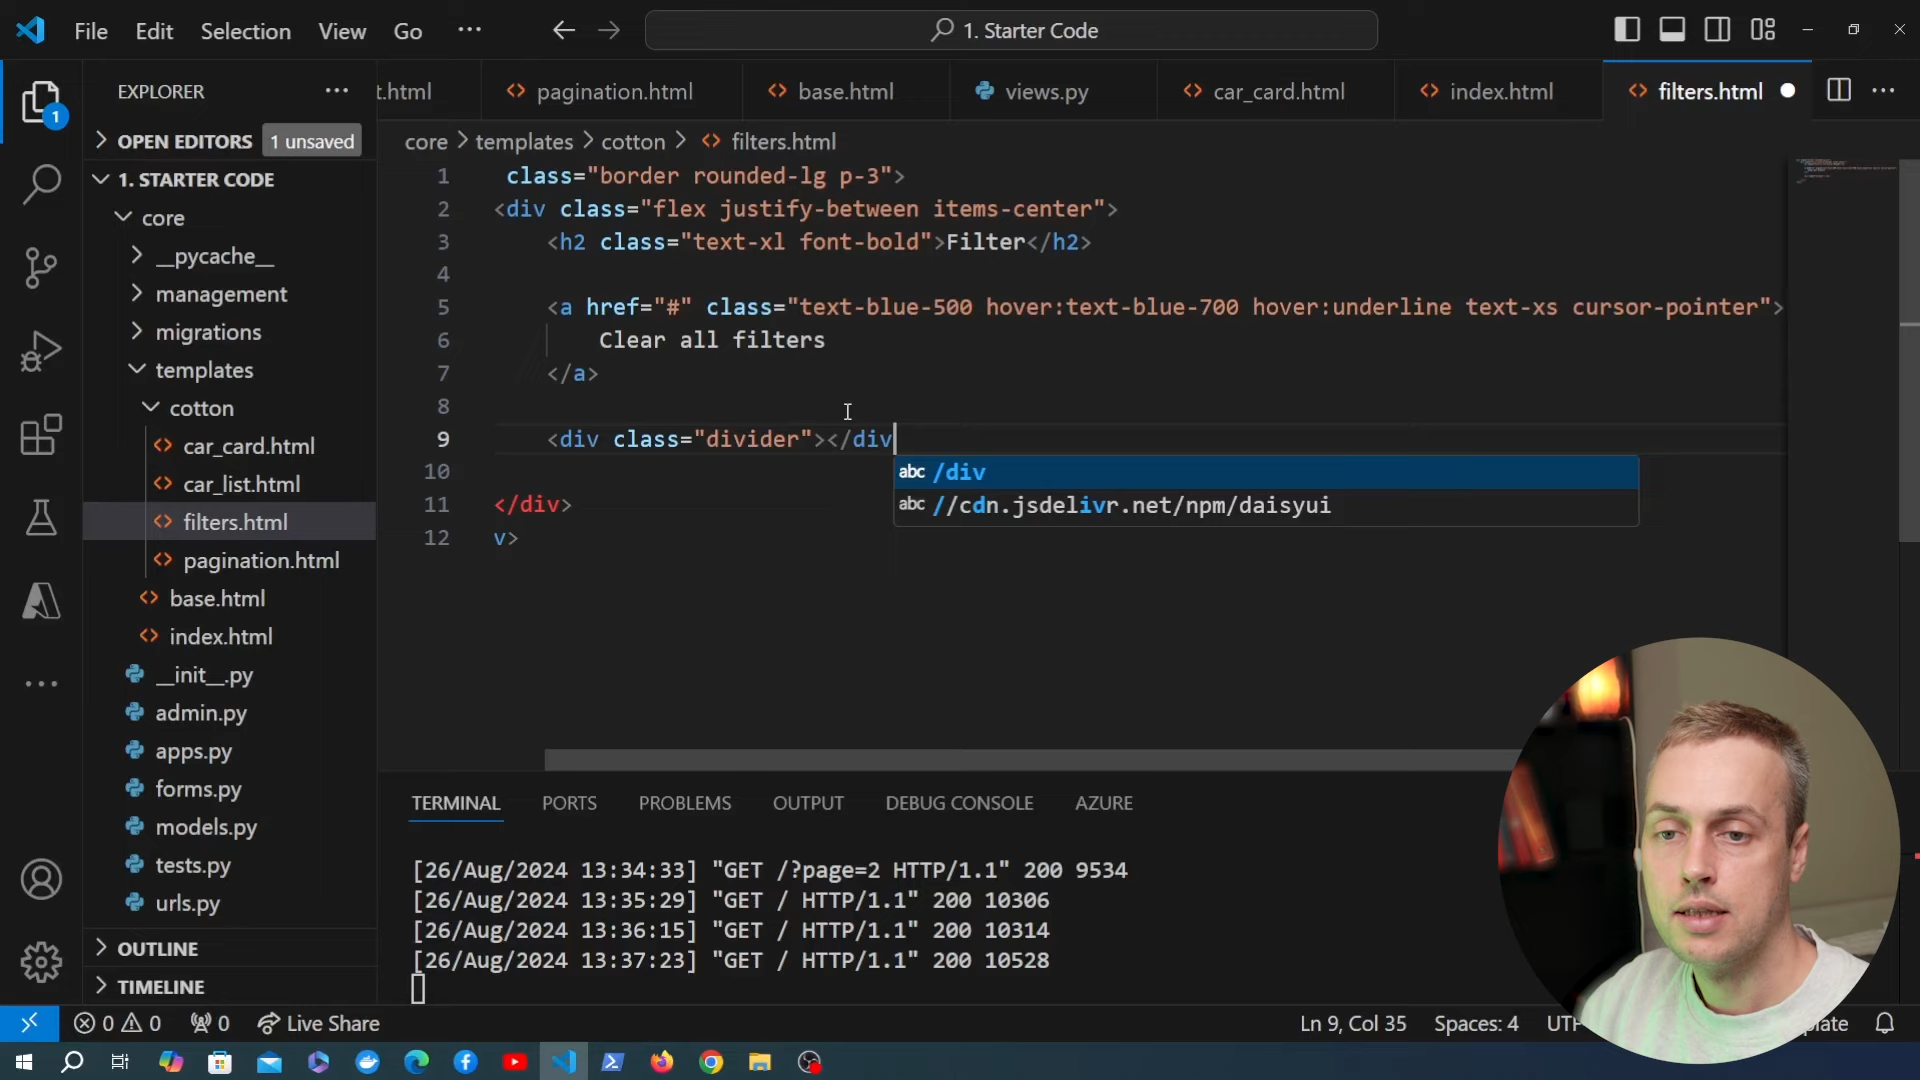 File Edit Selection View Go ···
1. Starter Code
EXPLORER ···
OPEN EDITORS 1 unsaved
1. STARTER CODE
core
__pycache__
management
migrations
templates
cotton
car_card.html
car_list.html
filters.html
pagination.html
base.html
index.html
__init__.py
admin.py
apps.py
forms.py
models.py
tests.py
urls.py
OUTLINE
TIMELINE
1
t.html pagination.html base.html views.py car_card.html index.html filters.html
core > templates > cotton > filters.html
1 class="border rounded-lg p-3">
2 <div class="flex justify-between items-center">
3 <h2 class="text-xl font-bold">Filter</h2>
4
5 <a href="#" class="text-blue-500 hover:text-blue-700 hover:underline text-xs cursor-pointer">
6 Clear all filters
7 </a>
8
9 <div class="divider"></div
abc /div
abc //cdn.jsdelivr.net/npm/daisyui
10
11 </div>
12 v>
TERMINAL PORTS PROBLEMS OUTPUT DEBUG CONSOLE AZURE
[26/Aug/2024 13:34:33] "GET /?page=2 HTTP/1.1" 200 9534
[26/Aug/2024 13:35:29] "GET / HTTP/1.1" 200 10306
[26/Aug/2024 13:36:15] "GET / HTTP/1.1" 200 10314
[26/Aug/2024 13:37:23] "GET / HTTP/1.1" 200 10528
0 0 0 Live Share Ln 9, Col 35 Spaces: 4